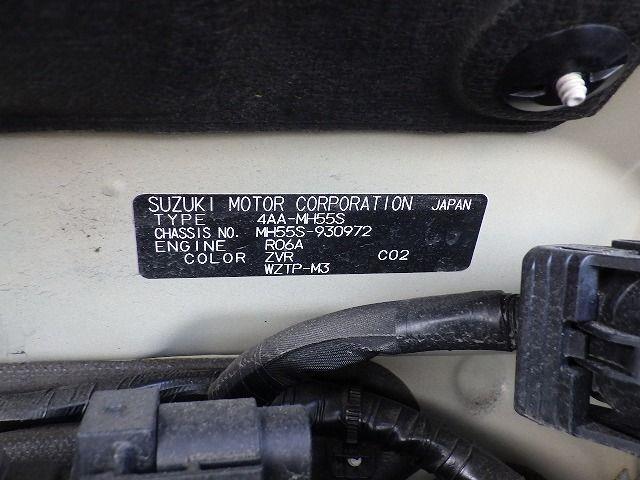 SUZUKI MOTOR CORPORATION JAPAN
TYPE 4AA-MH55S
CHASSIS NO. MH55S-930972
ENGINE R06A
COLOR ZVR C02
WZTP-M3